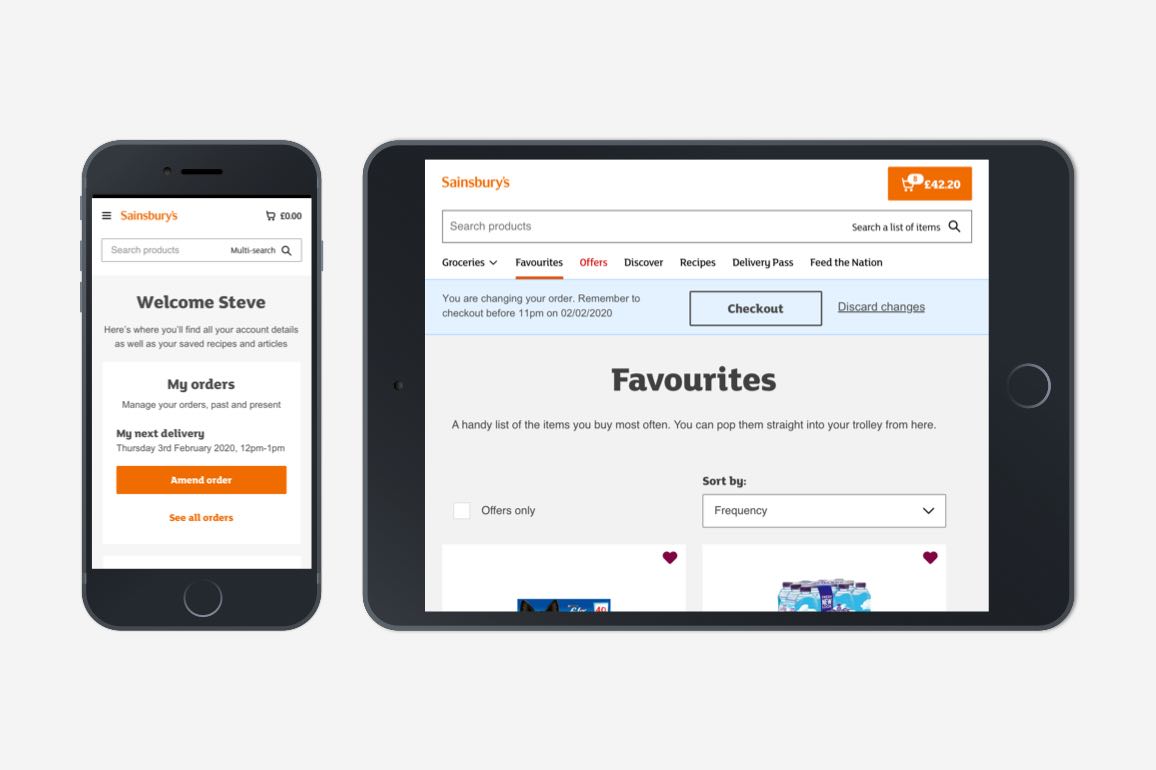 Sainsbury's
£0.00
Search products
Multi-search
Welcome Steve
Here's where you'll find all your account details
as well as your saved recipes and articles
My orders
Manage your orders, past and present
My next delivery
Thursday 3rd February 2020, 12pm-1pm
Amend order
See all orders
Sainsbury's
8
£42.20
Search products
Search a list of items
Groceries
Favourites
Offers
Discover
Recipes
Delivery Pass
Feed the Nation
You are changing your order. Remember to
checkout before 11pm on 02/02/2020
Checkout
Discard changes
Favourites
A handy list of the items you buy most often. You can pop them straight into your trolley from here.
Sort by:
Offers only
Frequency